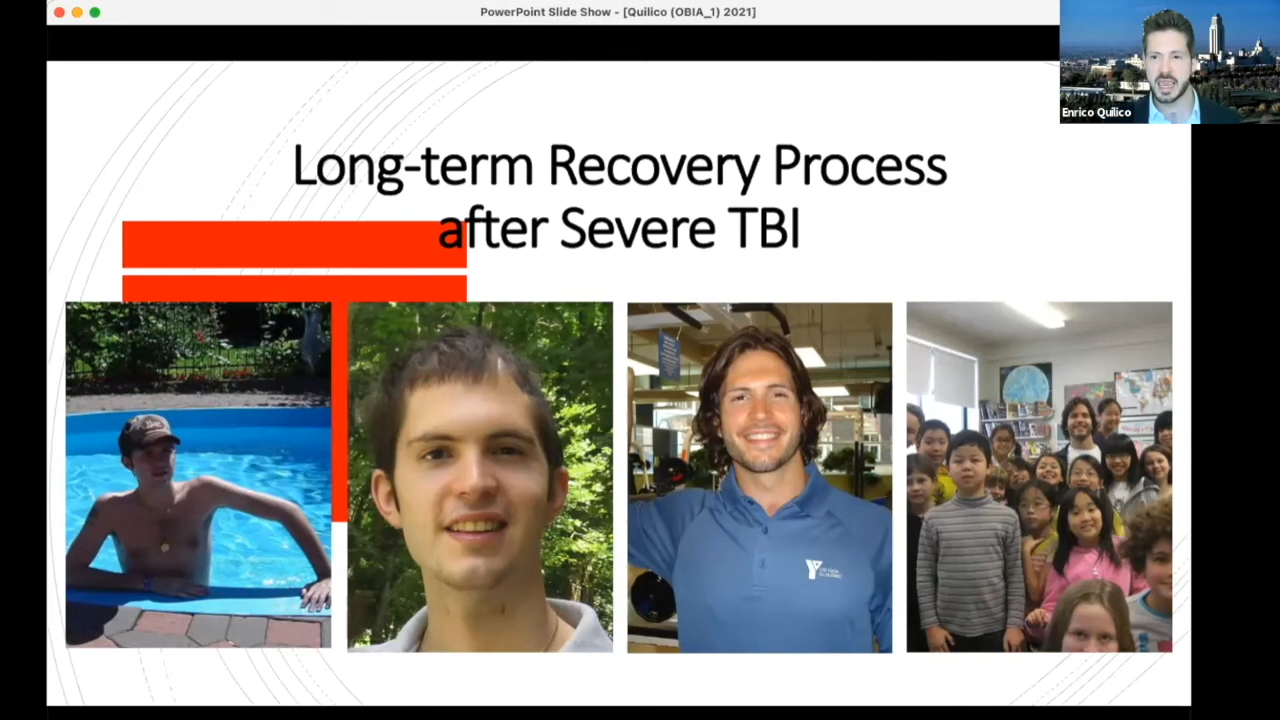 PowerPoint Slide Show - [Quilico (OBIA_1) 2021]
Enrico Quilico
Long-term Recovery Process
after Severe TBI